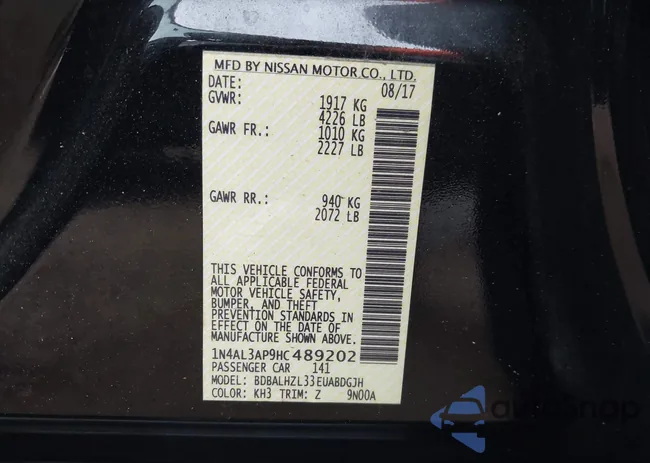 MFD BY NISSAN MOTOR CO., LTD.
DATE: 08/17
GVWR: 1917 KG
4226 LB
GAWR FR.: 1010 KG
2227 LB
GAWR RR.: 940 KG
2072 LB
THIS VEHICLE CONFORMS TO
ALL APPLICABLE FEDERAL
MOTOR VEHICLE SAFETY,
BUMPER, AND THEFT
PREVENTION STANDARDS IN
EFFECT ON THE DATE OF
MANUFACTURE SHOWN ABOVE.
1N4AL3AP9HC489202
PASSENGER CAR 141
MODEL: BDBALHZL33EUABDGJH
COLOR: KH3 TRIM: Z 9N00A
autosnap